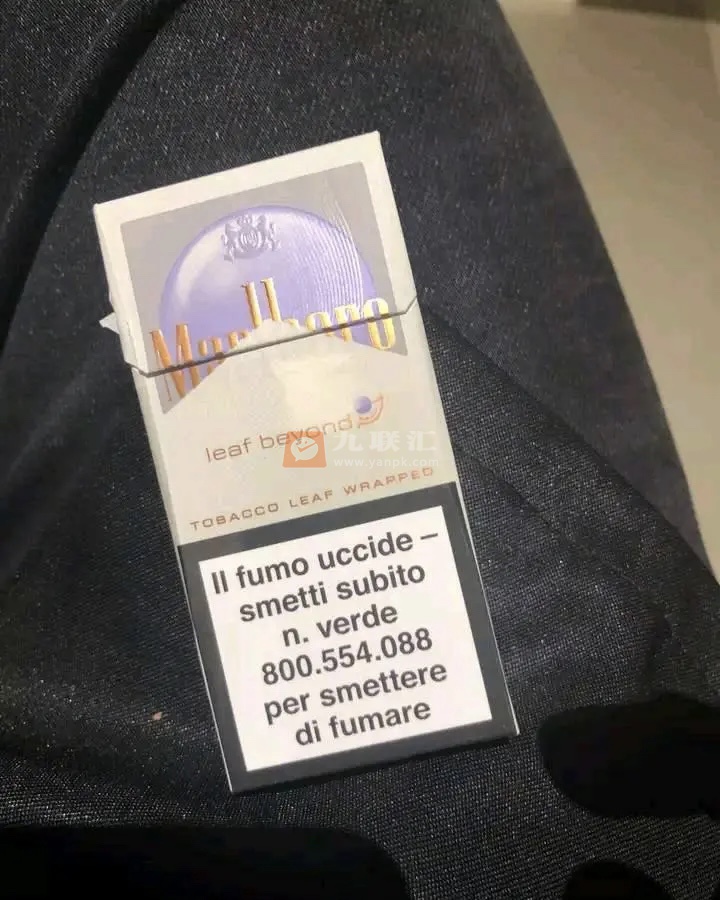 Marlboro
leaf beyond
九联汇
www.yanpk.com
TOBACCO LEAF WRAPPED
Il fumo uccide –
smetti subito
n. verde
800.554.088
per smettere
di fumare